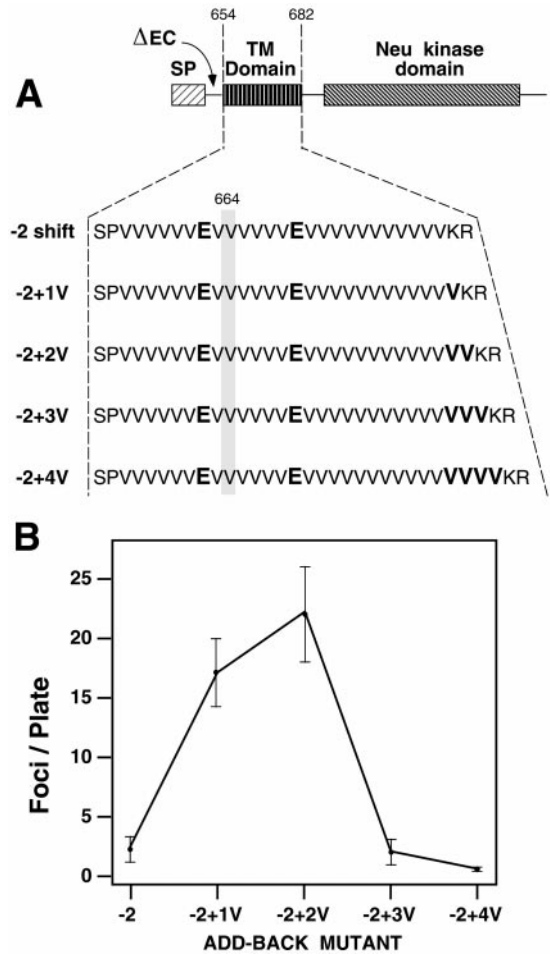 A
ΔEC
654
682
SP
TM
Domain
Neu kinase
domain
664
-2 shift SPVVVVVVEVVVVVVEVVVVVVVVVVVKR
-2+1V SPVVVVVVEVVVVVVEVVVVVVVVVVVVKR
-2+2V SPVVVVVVEVVVVVVEVVVVVVVVVVVVVKR
-2+3V SPVVVVVVEVVVVVVEVVVVVVVVVVVVVVKR
-2+4V SPVVVVVVEVVVVVVEVVVVVVVVVVVVVVVKR
B
Foci / Plate
25
20
15
10
5
0
-2 -2+1V -2+2V -2+3V -2+4V
ADD-BACK MUTANT